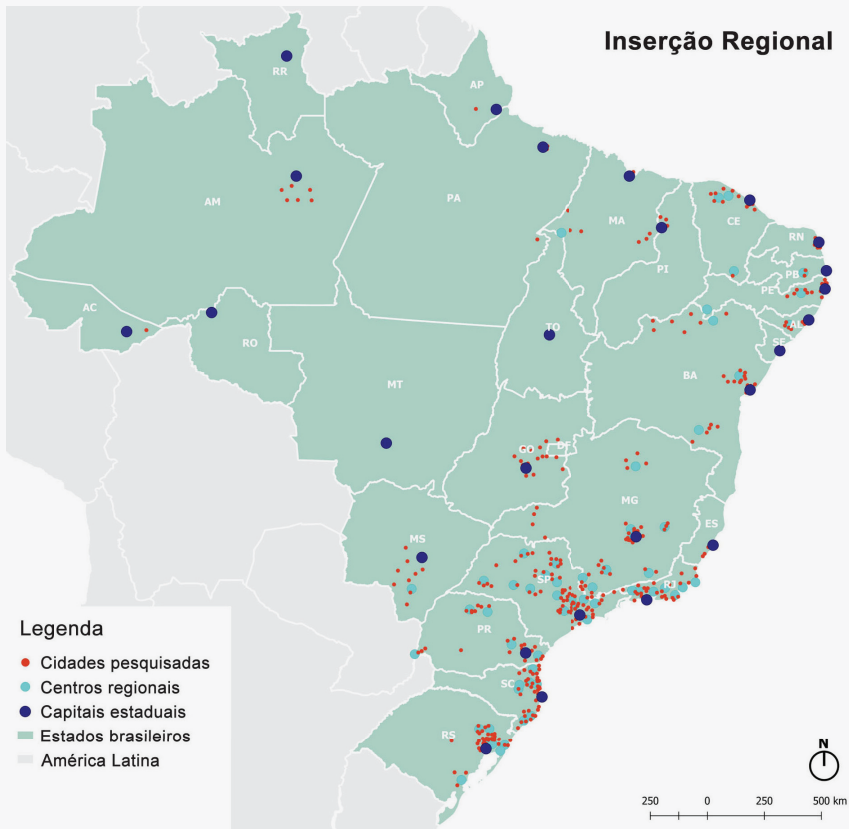 Inserção Regional
RR
AP
AM
PA
MA
CE
RN
PB
PI
PE
AL
AC
TO
SE
RO
BA
MT
GO
DF
MG
MS
ES
SP
RJ
PR
SC
RS
Legenda
Cidades pesquisadas
Centros regionais
Capitais estaduais
Estados brasileiros
América Latina
N
250 0 250 500 km